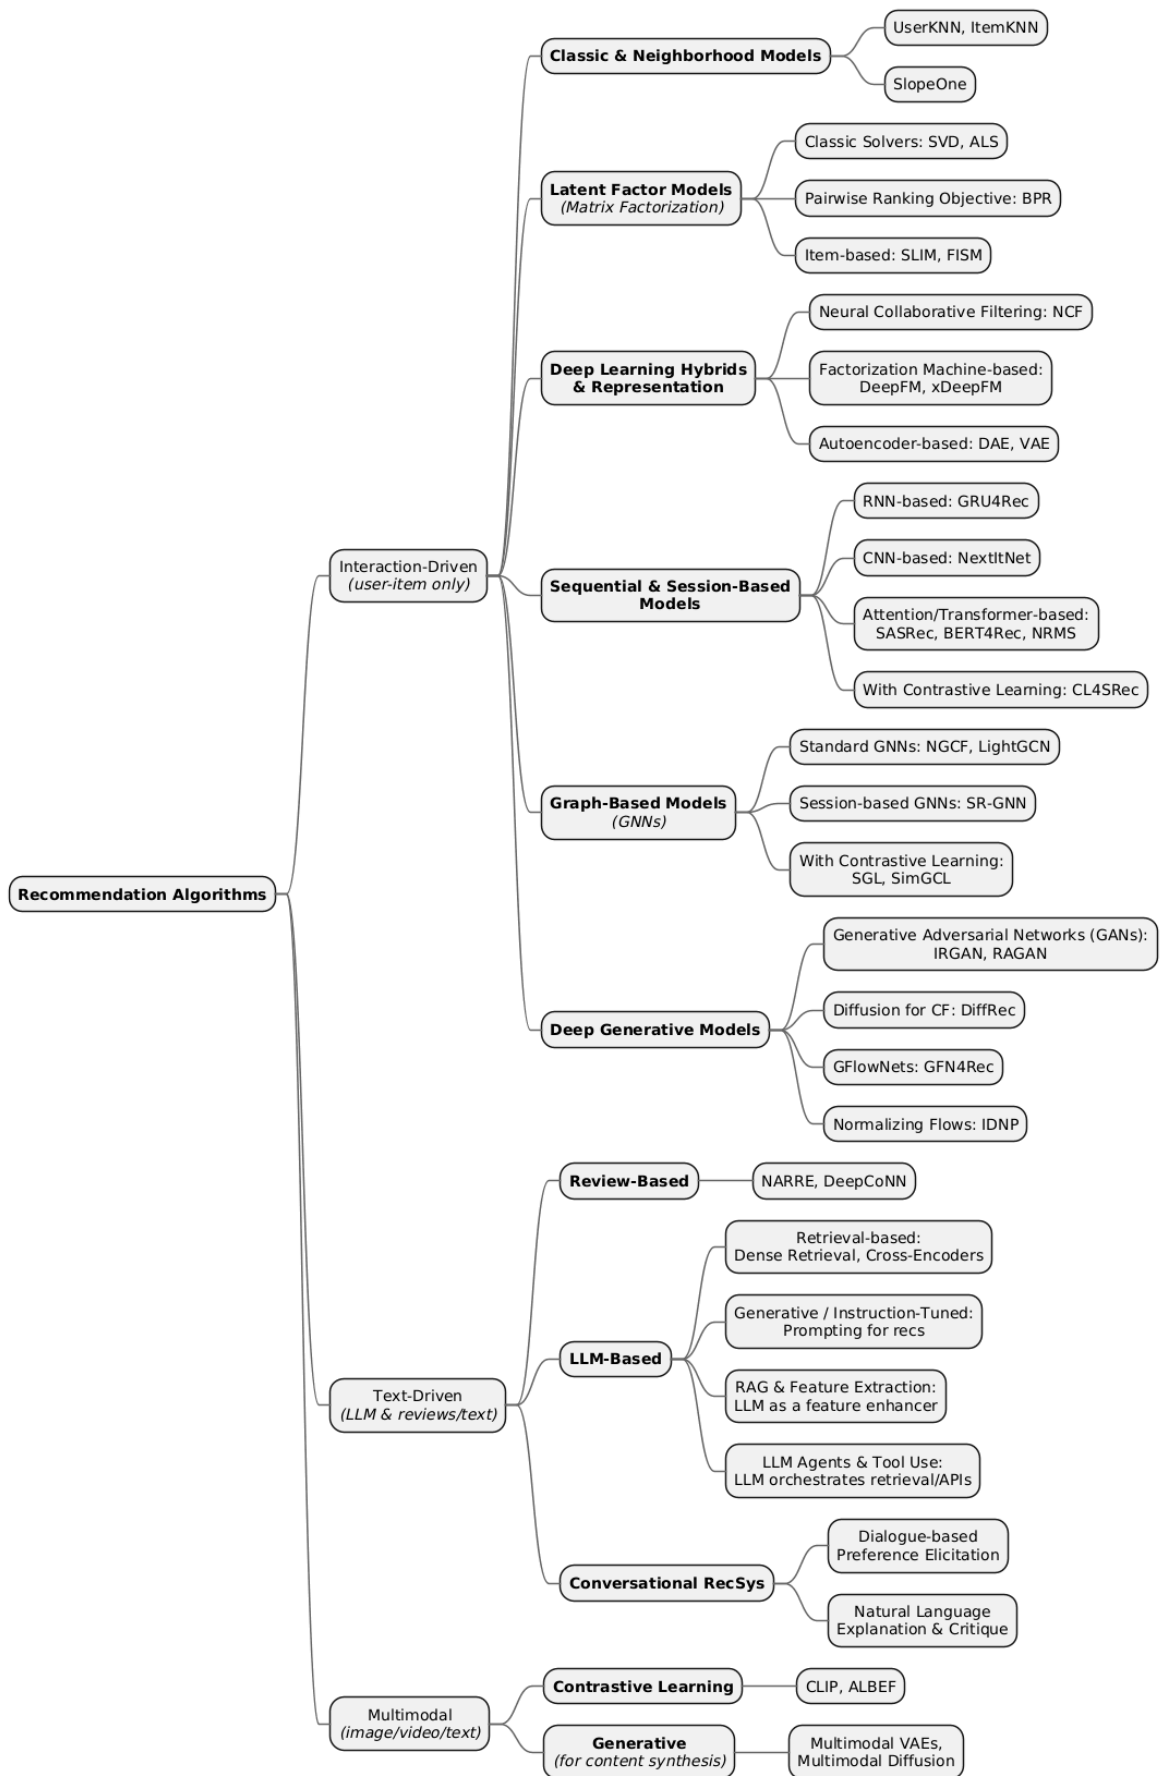 Recommendation Algorithms
Interaction-Driven
(user-item only)
Classic & Neighborhood Models
UserKNN, ItemKNN
SlopeOne
Latent Factor Models
(Matrix Factorization)
Classic Solvers: SVD, ALS
Pairwise Ranking Objective: BPR
Item-based: SLIM, FISM
Deep Learning Hybrids
& Representation
Neural Collaborative Filtering: NCF
Factorization Machine-based:
DeepFM, xDeepFM
Autoencoder-based: DAE, VAE
Sequential & Session-Based
Models
RNN-based: GRU4Rec
CNN-based: NextItNet
Attention/Transformer-based:
SASRec, BERT4Rec, NRMS
With Contrastive Learning: CL4SRec
Graph-Based Models
(GNNs)
Standard GNNs: NGCF, LightGCN
Session-based GNNs: SR-GNN
With Contrastive Learning:
SGL, SimGCL
Deep Generative Models
Generative Adversarial Networks (GANs):
IRGAN, RAGAN
Diffusion for CF: DiffRec
GFlowNets: GFN4Rec
Normalizing Flows: IDNP
Text-Driven
(LLM & reviews/text)
Review-Based
NARRE, DeepCoNN
LLM-Based
Retrieval-based:
Dense Retrieval, Cross-Encoders
Generative / Instruction-Tuned:
Prompting for recs
RAG & Feature Extraction:
LLM as a feature enhancer
LLM Agents & Tool Use:
LLM orchestrates retrieval/APIs
Conversational RecSys
Dialogue-based
Preference Elicitation
Natural Language
Explanation & Critique
Multimodal
(image/video/text)
Contrastive Learning
CLIP, ALBEF
Generative
(for content synthesis)
Multimodal VAEs,
Multimodal Diffusion